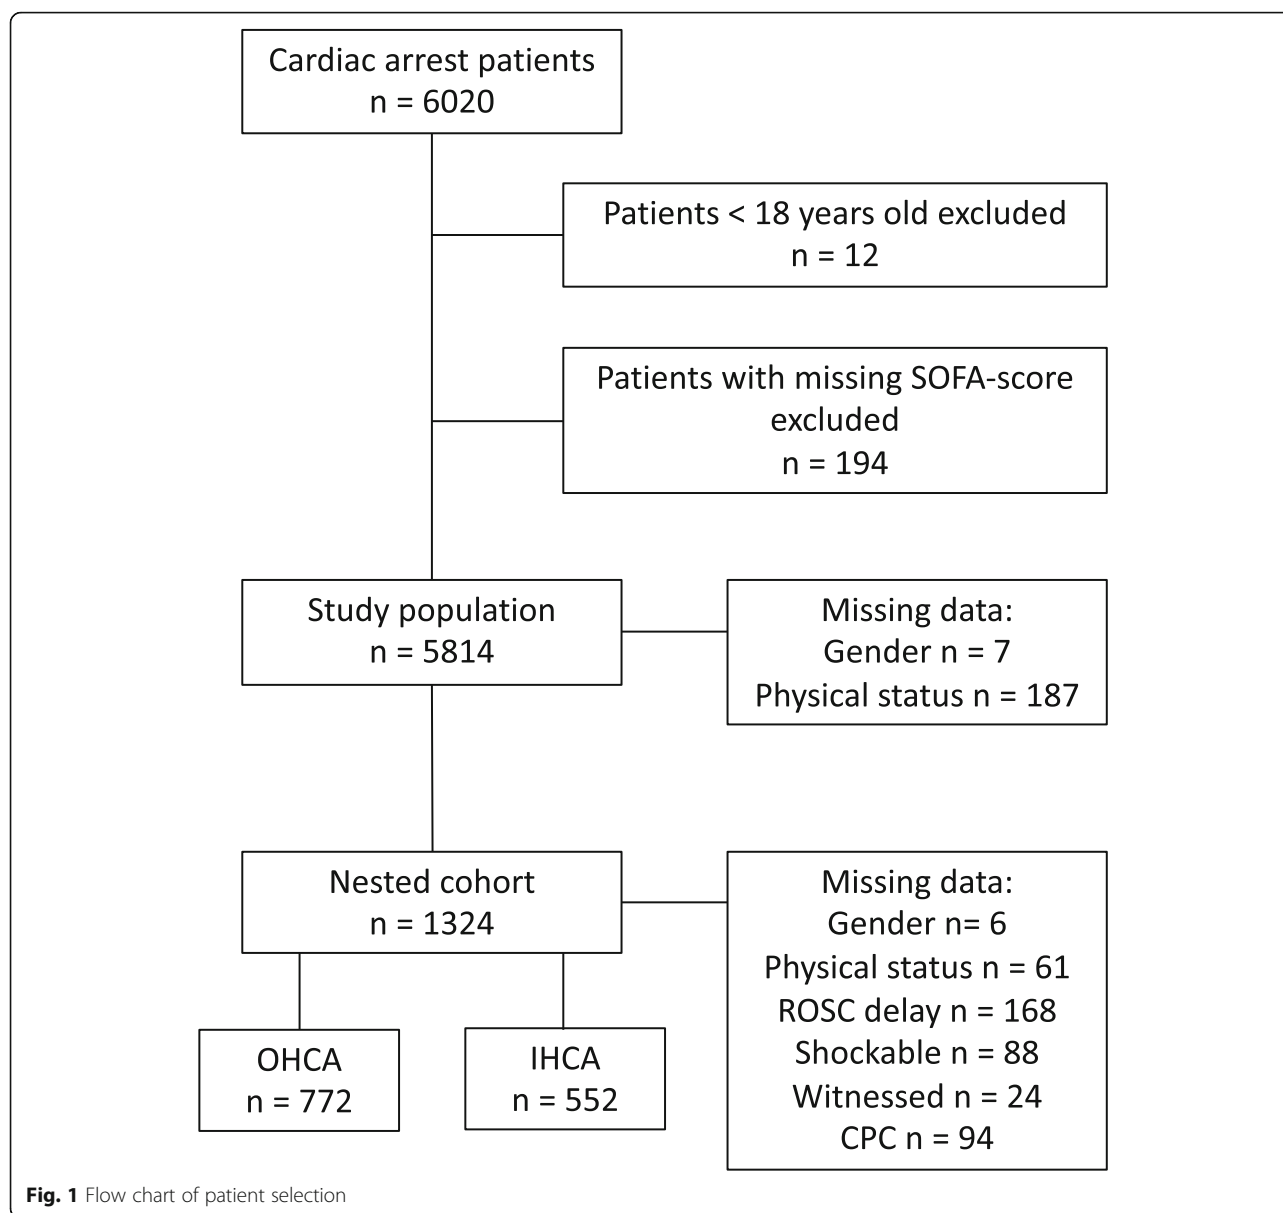 Cardiac arrest patients
n = 6020
Patients < 18 years old excluded
n = 12
Patients with missing SOFA-score
excluded
n = 194
Study population
n = 5814
Missing data:
Gender n = 7
Physical status n = 187
Nested cohort
n = 1324
Missing data:
Gender n= 6
Physical status n = 61
ROSC delay n = 168
Shockable n = 88
Witnessed n = 24
CPC n = 94
OHCA
n = 772
IHCA
n = 552
Fig. 1 Flow chart of patient selection